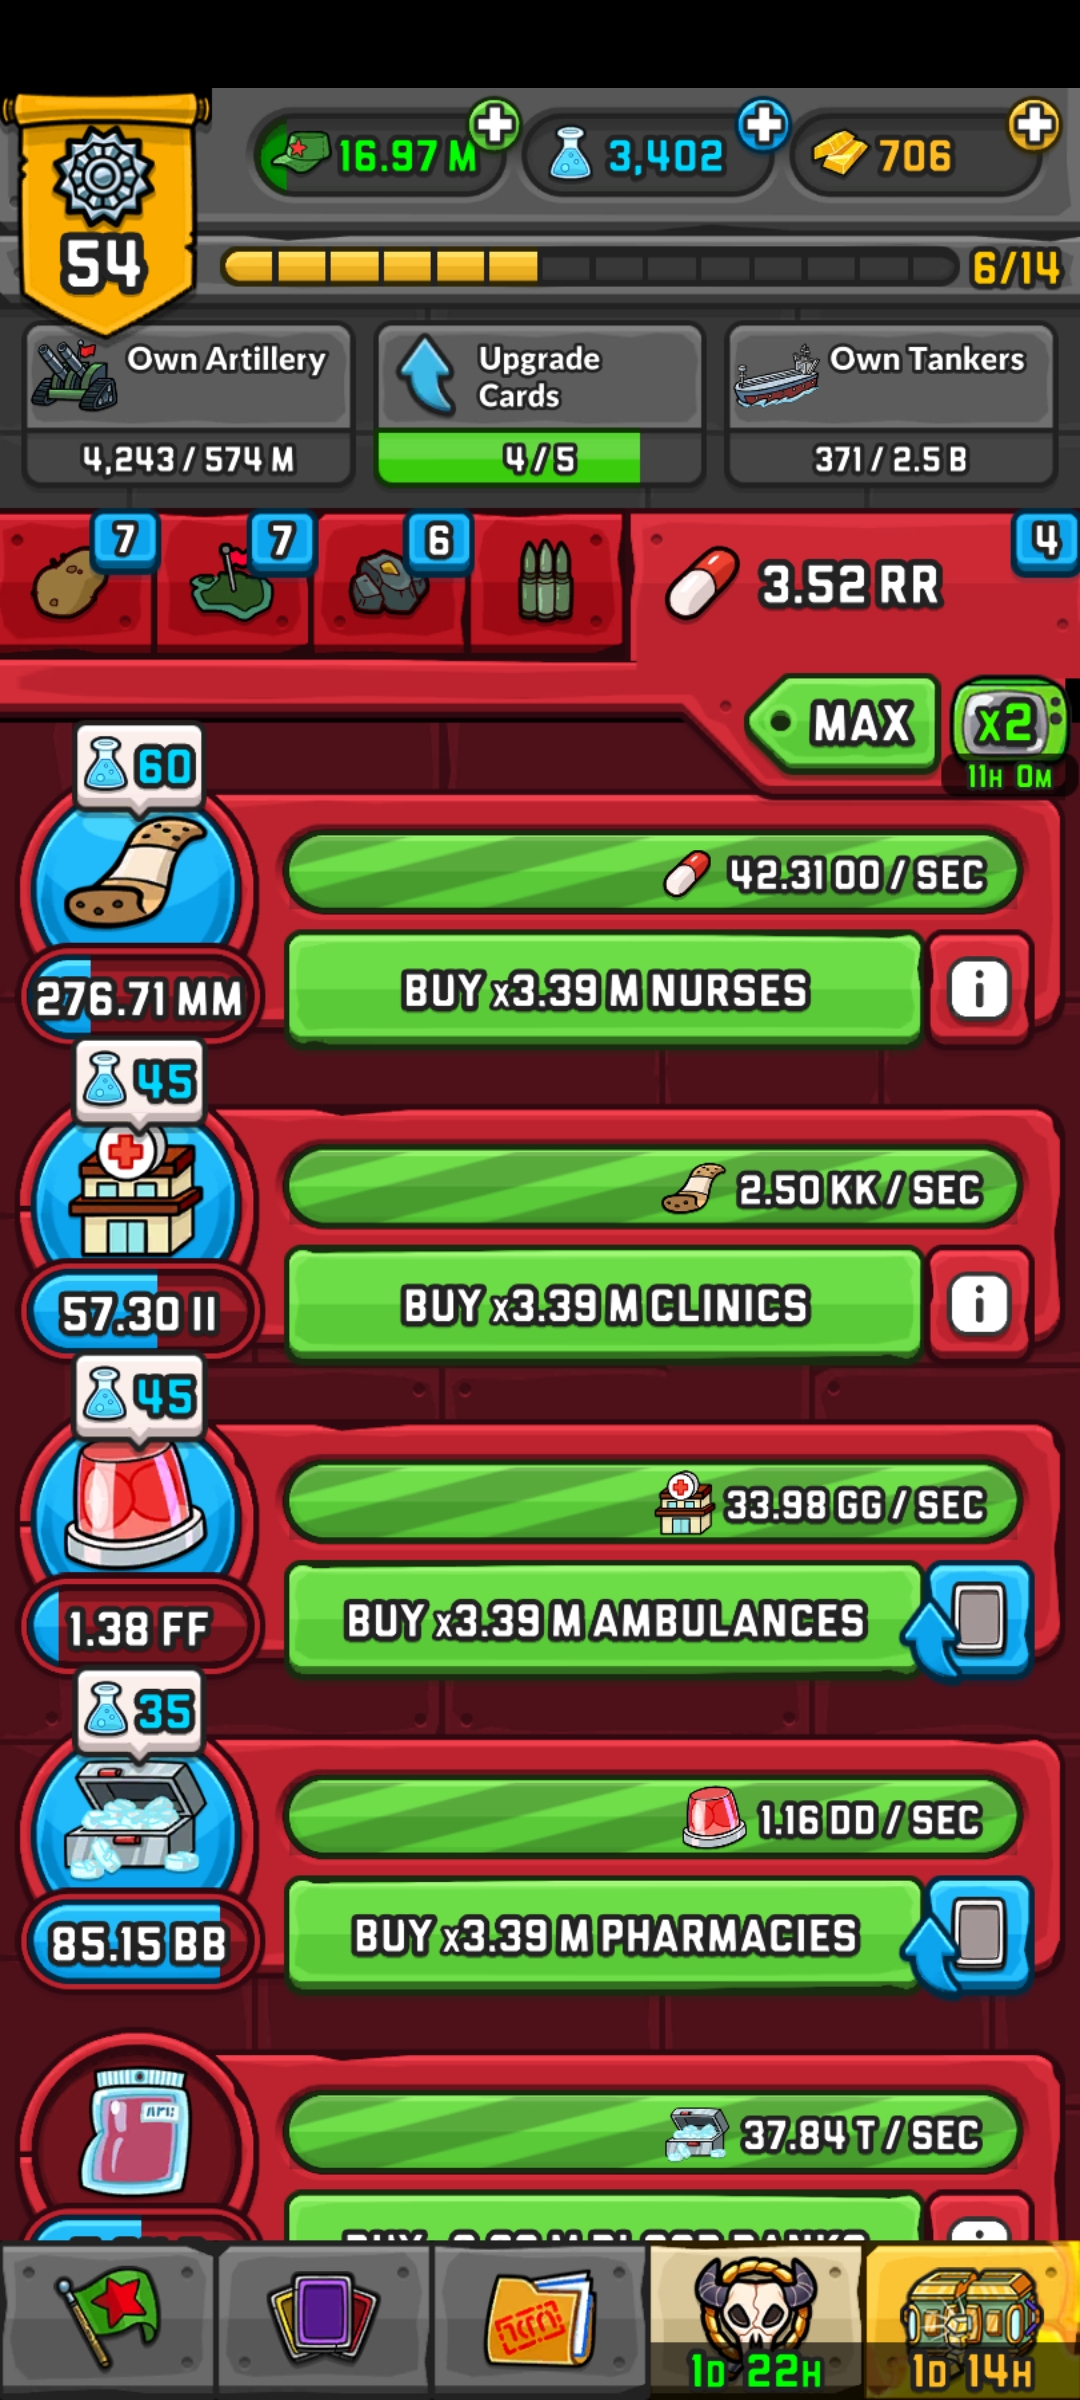 54
16.97 M
3,402
706
6/14
Own Artillery
4,243 / 574 M
Upgrade
Cards
4 / 5
Own Tankers
371 / 2.5 B
7
7
6
3.52 RR
4
MAX
x2
11H 0M
60
42.31 OO / SEC
276.71 MM
BUY x3.39 M NURSES
i
45
2.50 KK / SEC
57.30 II
BUY x3.39 M CLINICS
i
45
33.98 GG / SEC
1.38 FF
BUY x3.39 M AMBULANCES
35
1.16 DD / SEC
85.15 BB
BUY x3.39 M PHARMACIES
37.84 T / SEC
1D 22H
1D 14H